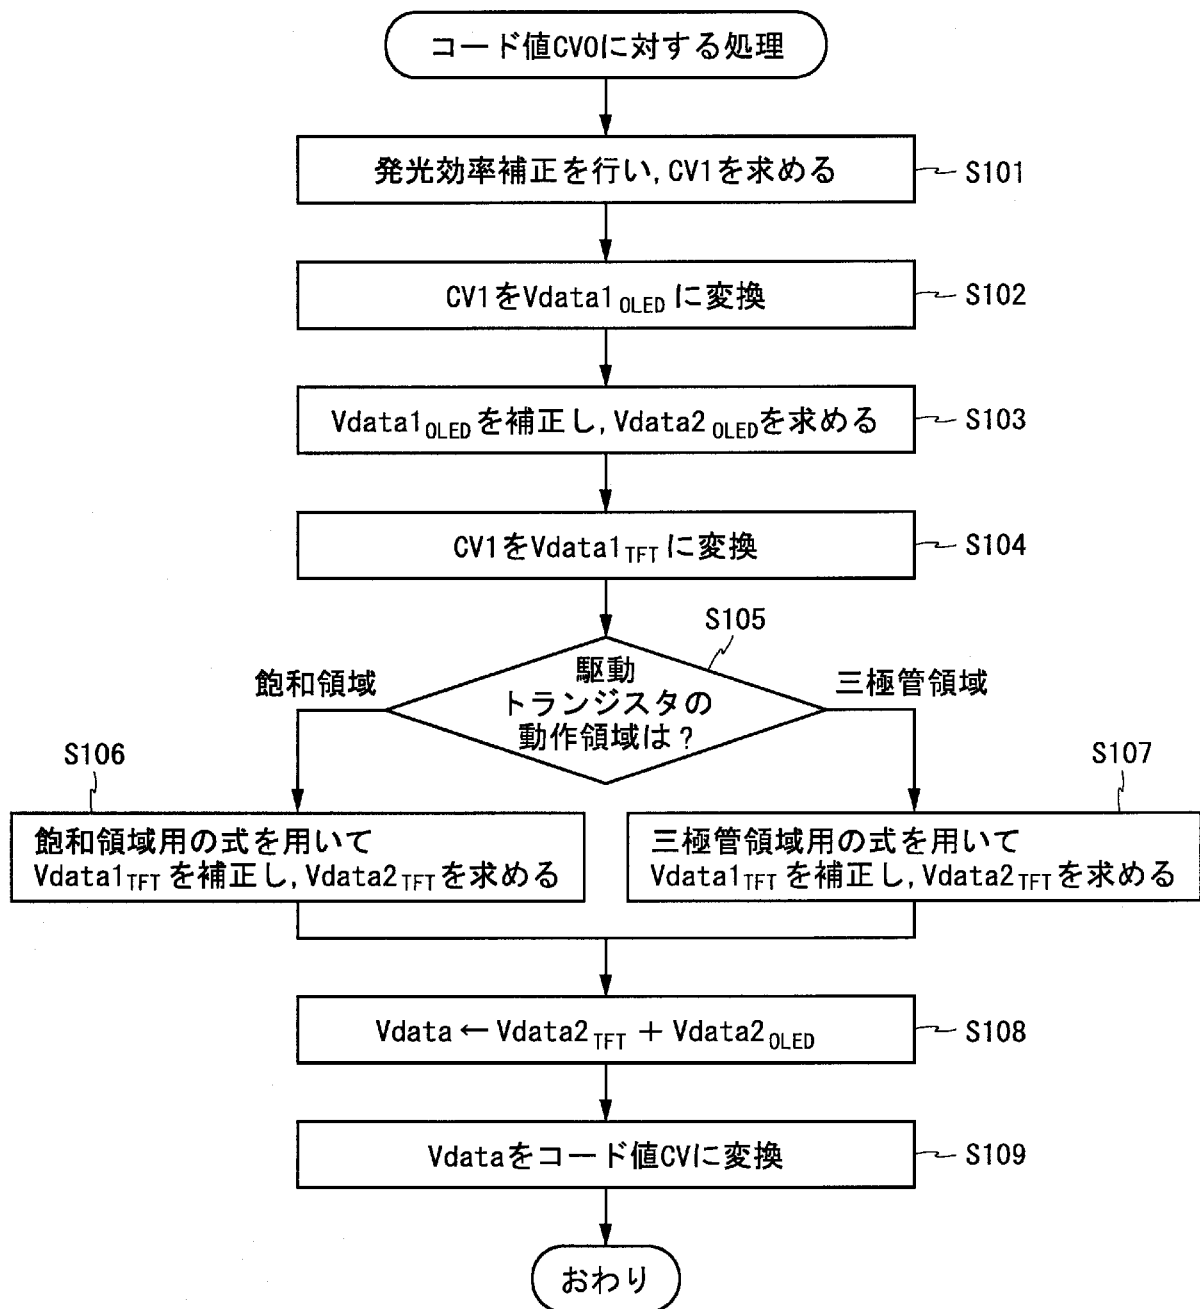 コード値CV0に対する処理
発光効率補正を行い,CV1を求める
S101
CV1をVdata1OLEDに変換
S102
Vdata1OLEDを補正し,Vdata2OLEDを求める
S103
CV1をVdata1TFTに変換
S104
S105
駆動
トランジスタの
動作領域は?
飽和領域
三極管領域
S106
飽和領域用の式を用いて
Vdata1TFTを補正し,Vdata2TFTを求める
S107
三極管領域用の式を用いて
Vdata1TFTを補正し,Vdata2TFTを求める
Vdata←Vdata2TFT + Vdata2OLED
S108
Vdataをコード値CVに変換
S109
おわり